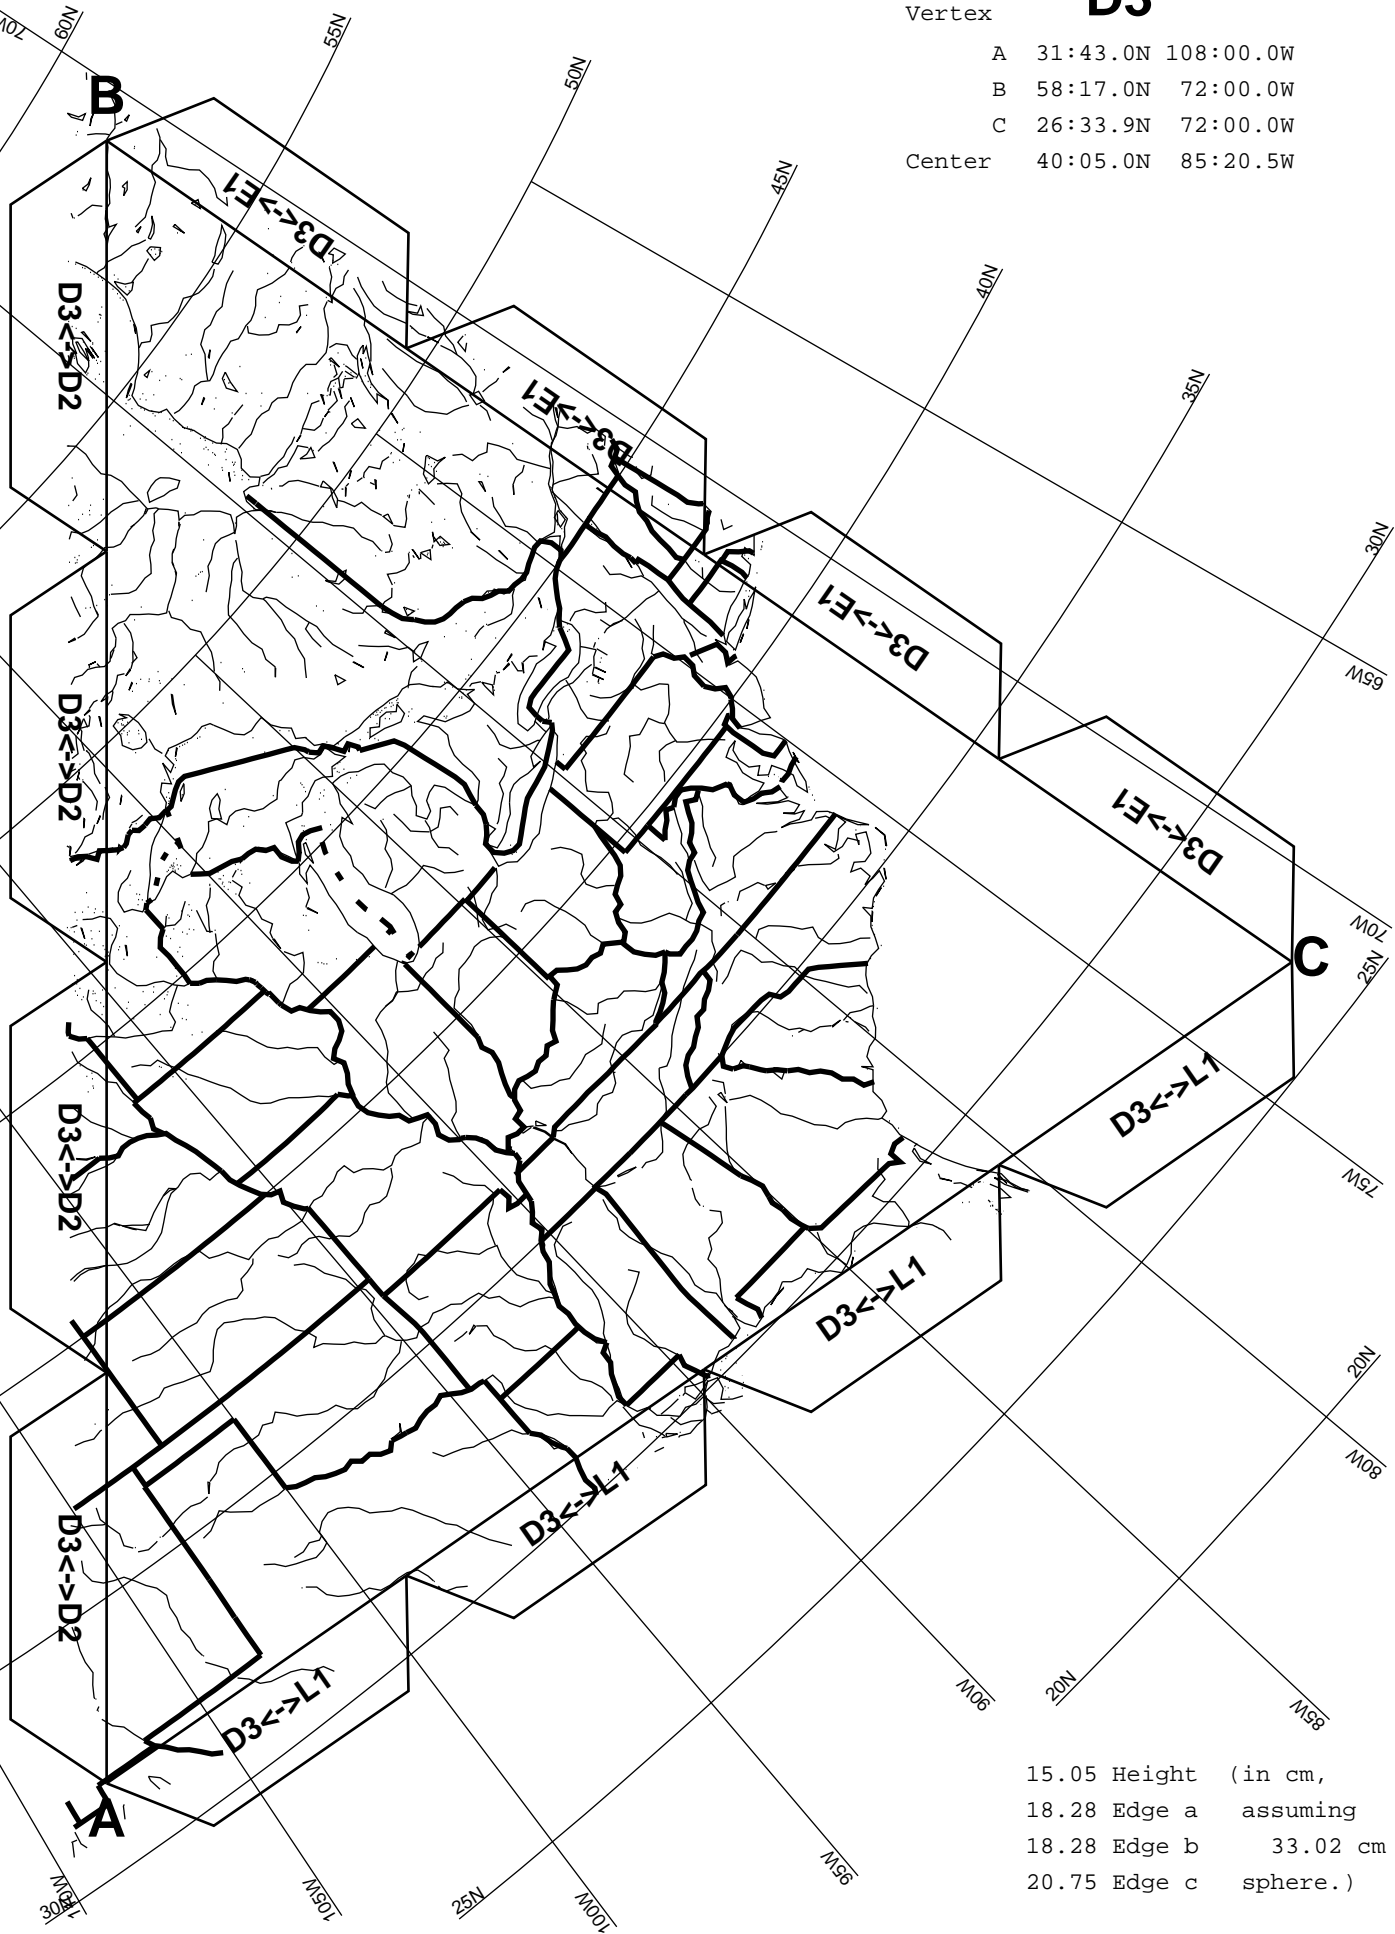 D3
Vertex
A 31:43.0N 108:00.0W
B 58:17.0N 72:00.0W
C 26:33.9N 72:00.0W
Center 40:05.0N 85:20.5W
70W
60N
55N
50N
45N
40N
35N
30N
B
D3<->E1
D3<->E1
D3<->E1
D3<->E1
D3<->D2
D3<->D2
D3<->D2
D3<->D2
65W
70W
C
25N
D3<->L1
D3<->L1
D3<->L1
D3<->L1
75W
20N
80W
85W
20N
90W
95W
25N
100W
105W
30N
A
15.05 Height (in cm,
18.28 Edge a assuming
18.28 Edge b 33.02 cm
20.75 Edge c sphere.)